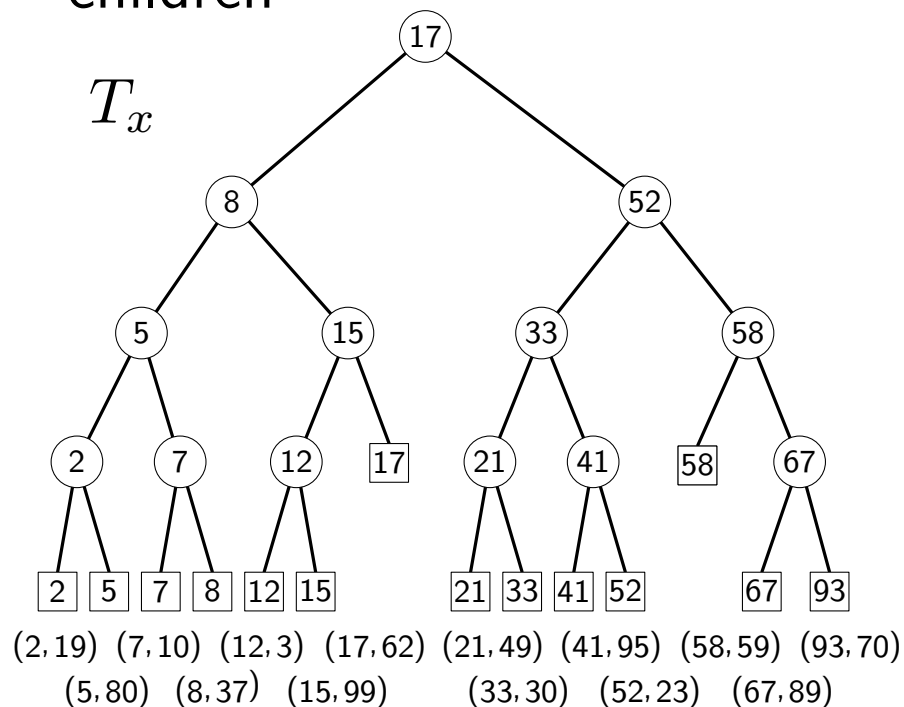 children
17
T_x
8 52
5 15 33 58
2 7 12 17 21 41 58 67
2 5 7 8 12 15 21 33 41 52 67 93
(2, 19) (7, 10) (12, 3) (17, 62) (21, 49) (41, 95) (58, 59) (93, 70)
(5, 80) (8, 37) (15, 99) (33, 30) (52, 23) (67, 89)